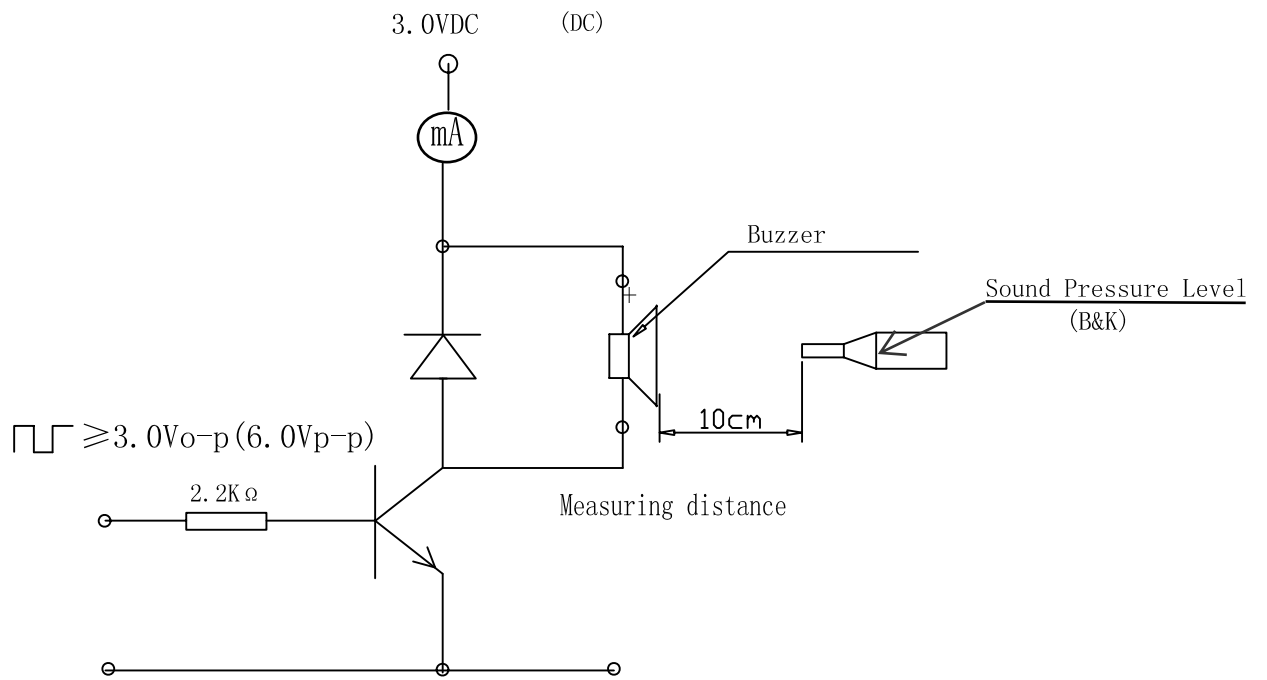 3.0VDC (DC)
mA
Buzzer
+
Sound Pressure Level
(B&K)
10cm
≥3.0Vo-p(6.0Vp-p)
2.2KΩ
Measuring distance